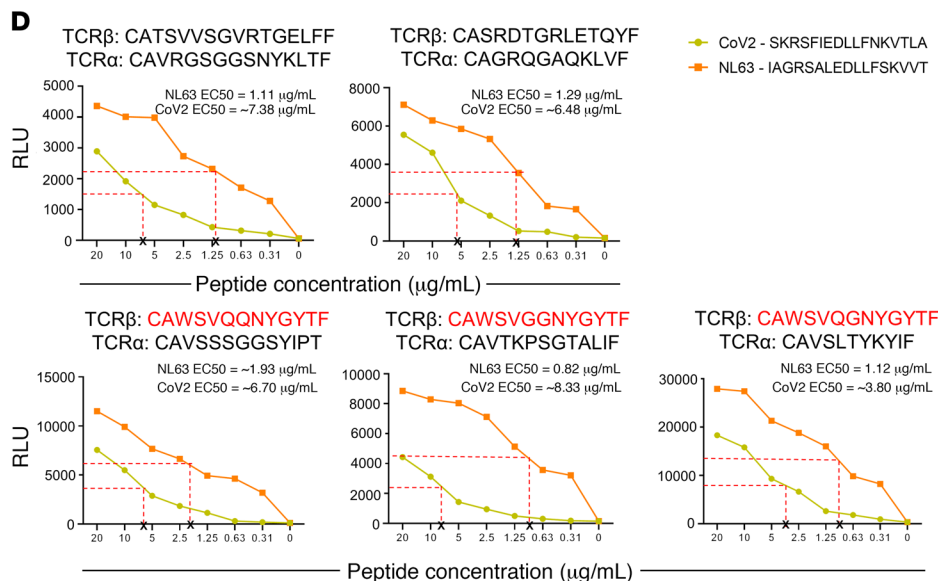 D
TCRβ: CATSVVSGVRTGELFF
TCRα: CAVRGSGGSNYKLTF
NL63 EC50 = 1.11 μg/mL
CoV2 EC50 = ~7.38 μg/mL
RLU
5000
4000
3000
2000
1000
0
X X
20 10 5 2.5 1.25 0.63 0.31 0
TCRβ: CASRDTGRLETQYF
TCRα: CAGRQGAQKLVF
NL63 EC50 = 1.29 μg/mL
CoV2 EC50 = ~6.48 μg/mL
8000
6000
4000
2000
0
X X
20 10 5 2.5 1.25 0.63 0.31 0
CoV2 - SKRSFIEDLLFNKVTLA
NL63 - IAGRSALEDLLFSKVVT
Peptide concentration (μg/mL)
TCRβ: CAWSVQQNYGYTF
TCRα: CAVSSSGGSYIPT
NL63 EC50 = ~1.93 μg/mL
CoV2 EC50 = ~6.70 μg/mL
RLU
15000
10000
5000
0
X X
20 10 5 2.5 1.25 0.63 0.31 0
TCRβ: CAWSVGGNYGYTF
TCRα: CAVTKPSGTALIF
NL63 EC50 = 0.82 μg/mL
CoV2 EC50 = ~8.33 μg/mL
10000
8000
6000
4000
2000
0
X X
20 10 5 2.5 1.25 0.63 0.31 0
TCRβ: CAWSVQGNYGYTF
TCRα: CAVSLTYKYIF
NL63 EC50 = 1.12 μg/mL
CoV2 EC50 = ~3.80 μg/mL
30000
20000
10000
0
X X
20 10 5 2.5 1.25 0.63 0.31 0
Peptide concentration (μg/mL)